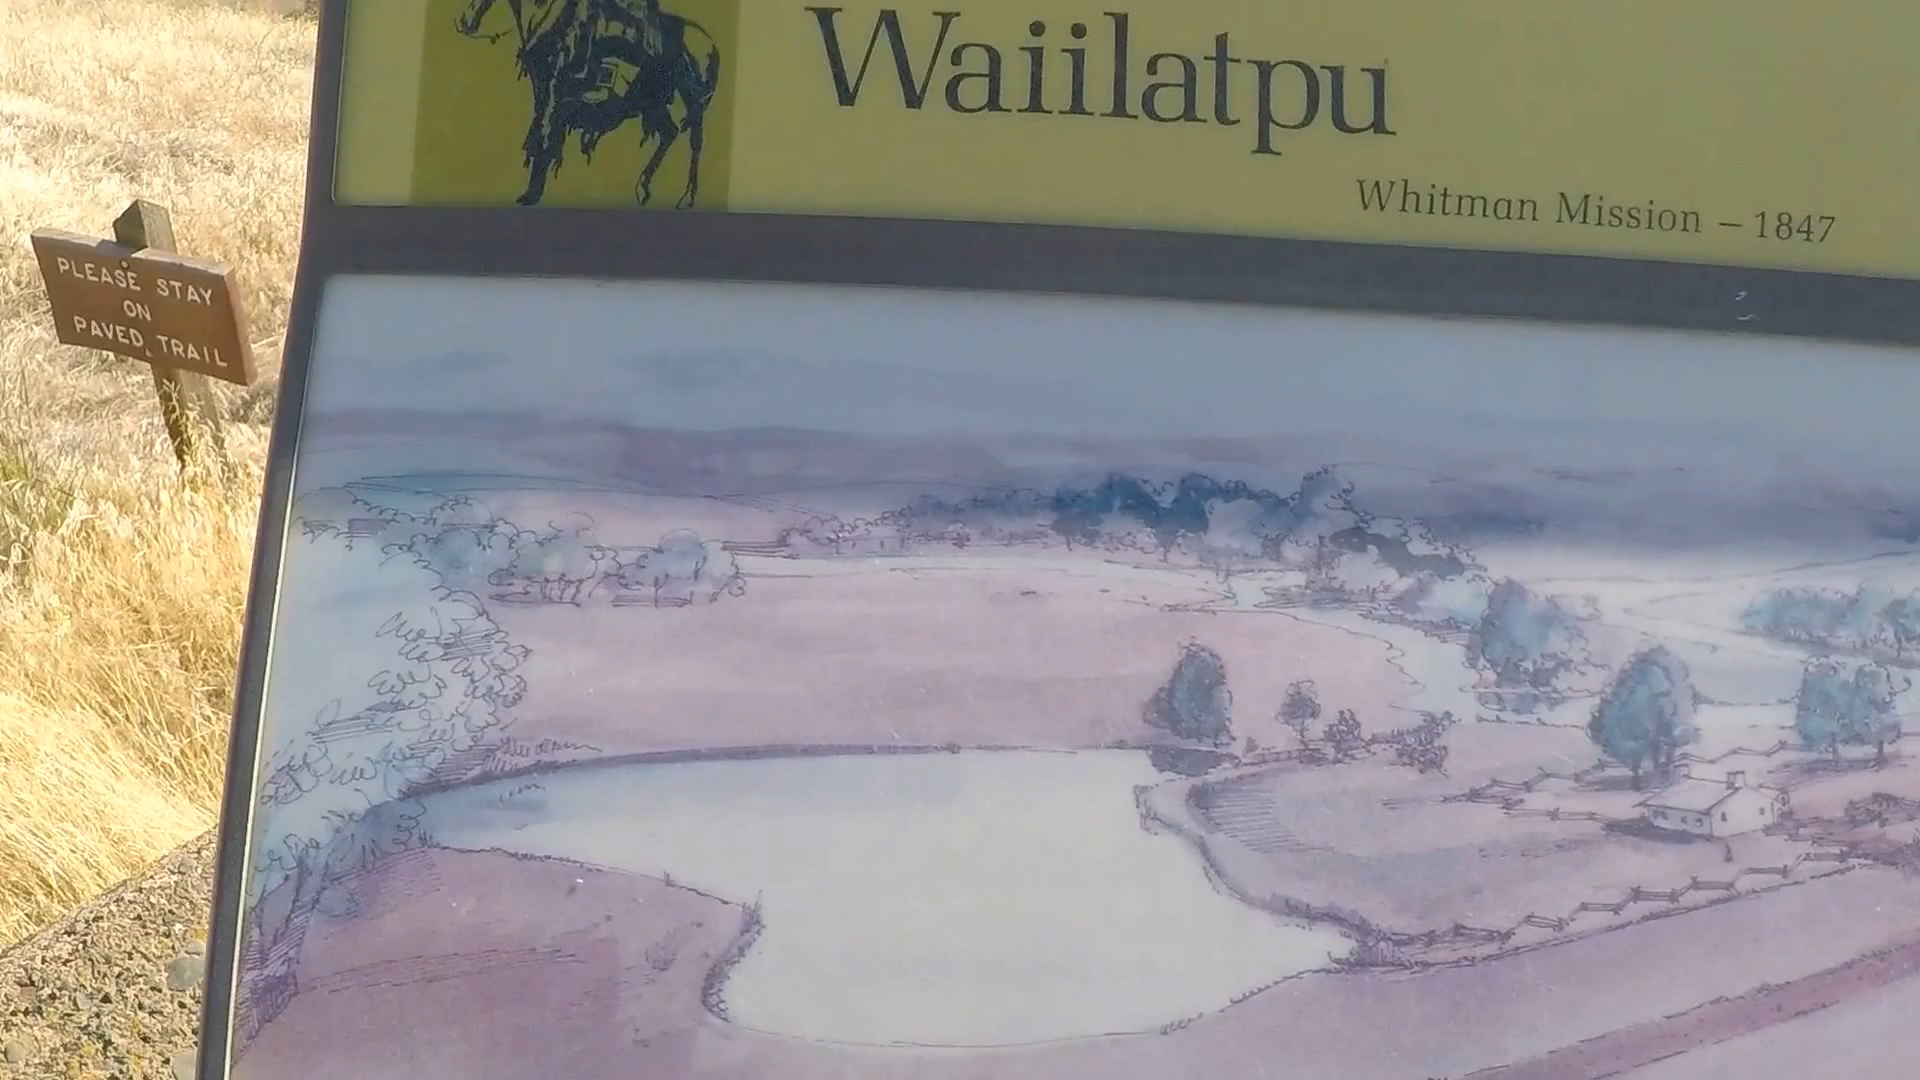 Waiilatpu
Whitman Mission – 1847
PLEASE STAY
ON
PAVED TRAIL